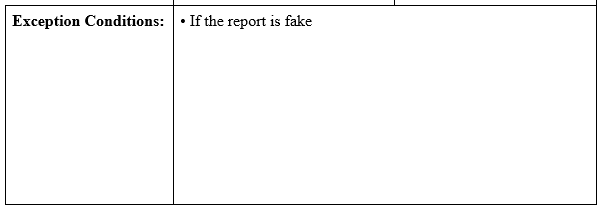 Exception Conditions: • If the report is fake